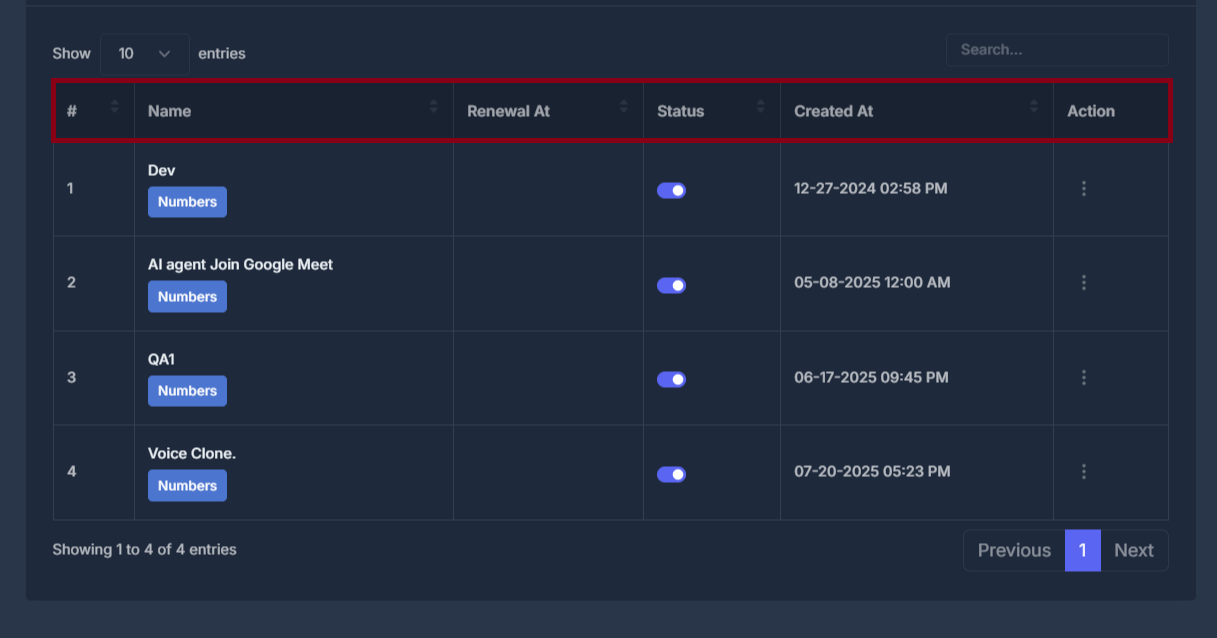 Show 10 entries Search...
# Name Renewal At Status Created At Action
1 Dev 12-27-2024 02:58 PM
Numbers
2 AI agent Join Google Meet 05-08-2025 12:00 AM
Numbers
3 QA1 06-17-2025 09:45 PM
Numbers
4 Voice Clone. 07-20-2025 05:23 PM
Numbers
Showing 1 to 4 of 4 entries Previous 1 Next